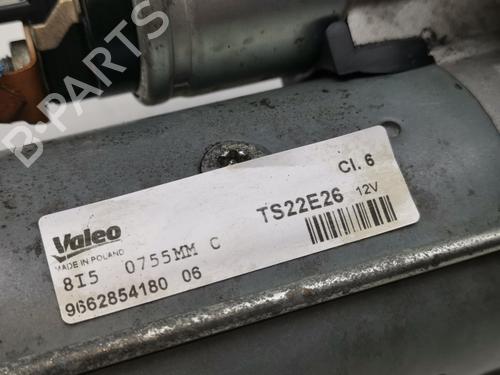 Valeo
MADE IN POLAND
8I5 0755MM C
9662854180 06
Cl. 6
TS22E26 12V
B-PARTS